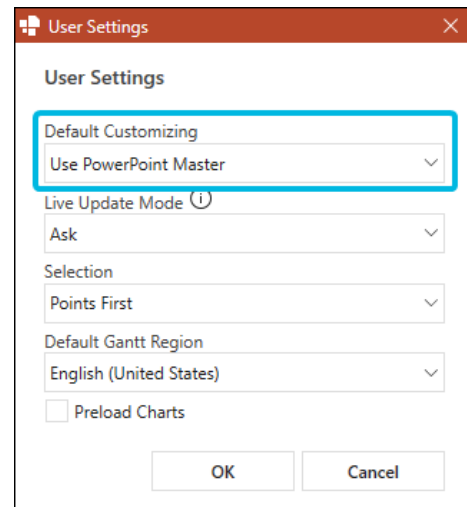 User Settings
User Settings
Default Customizing
Use PowerPoint Master
Live Update Mode
Ask
Selection
Points First
Default Gantt Region
English (United States)
Preload Charts
OK
Cancel